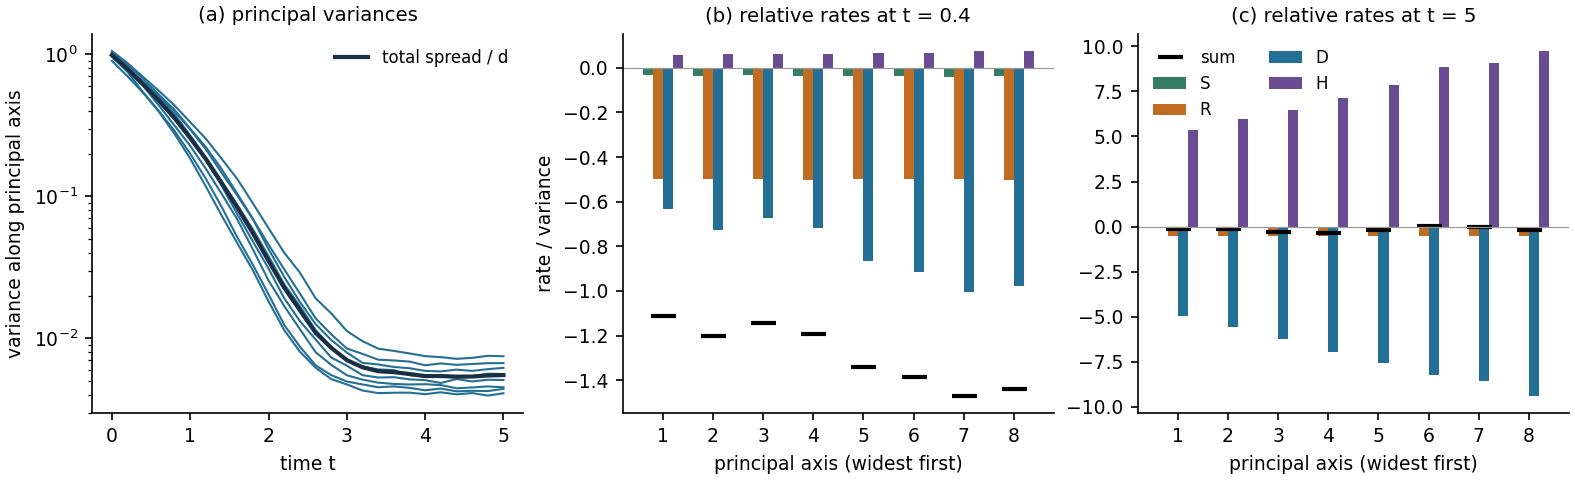 (a) principal variances
total spread / d
10⁰
10⁻¹
10⁻²
variance along principal axis
0 1 2 3 4 5
time t
(b) relative rates at t = 0.4
0.0
−0.2
−0.4
−0.6
−0.8
−1.0
−1.2
−1.4
rate / variance
1 2 3 4 5 6 7 8
principal axis (widest first)
(c) relative rates at t = 5
sum
S
R
D
H
10.0
7.5
5.0
2.5
0.0
−2.5
−5.0
−7.5
−10.0
1 2 3 4 5 6 7 8
principal axis (widest first)